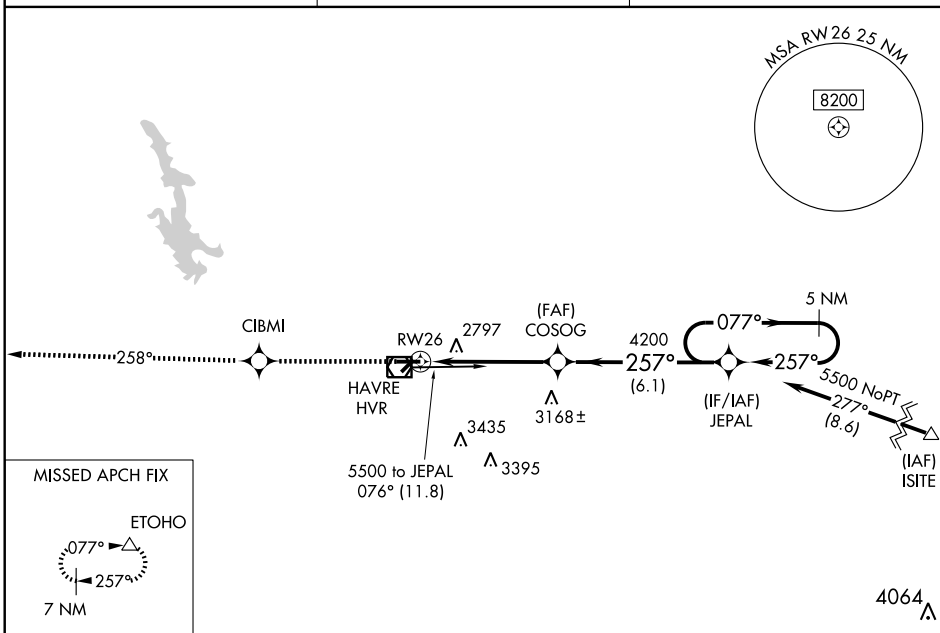 MSA RW 26 25 NM
8200
CIBMI
258°
RW26
2797
HAVRE
HVR
(FAF)
COSOG
4200
257°
(6.1)
077°
5 NM
257°
(IF/IAF)
JEPAL
5500 NoPT
277°
(8.6)
(IAF)
ISITE
3168±
3435
3395
5500 to JEPAL
076° (11.8)
MISSED APCH FIX
ETOHO
077°
257°
7 NM
4064